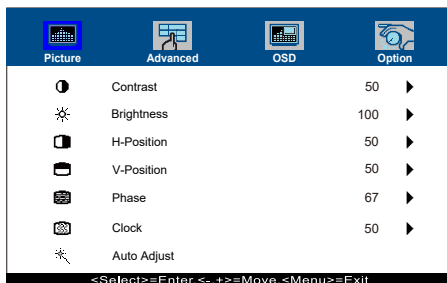 Picture Advanced OSD Option
Contrast 50
Brightness 100
H-Position 50
V-Position 50
Phase 67
Clock 50
Auto Adjust
<Select>=Enter <-,+>=Move <Menu>=Exit